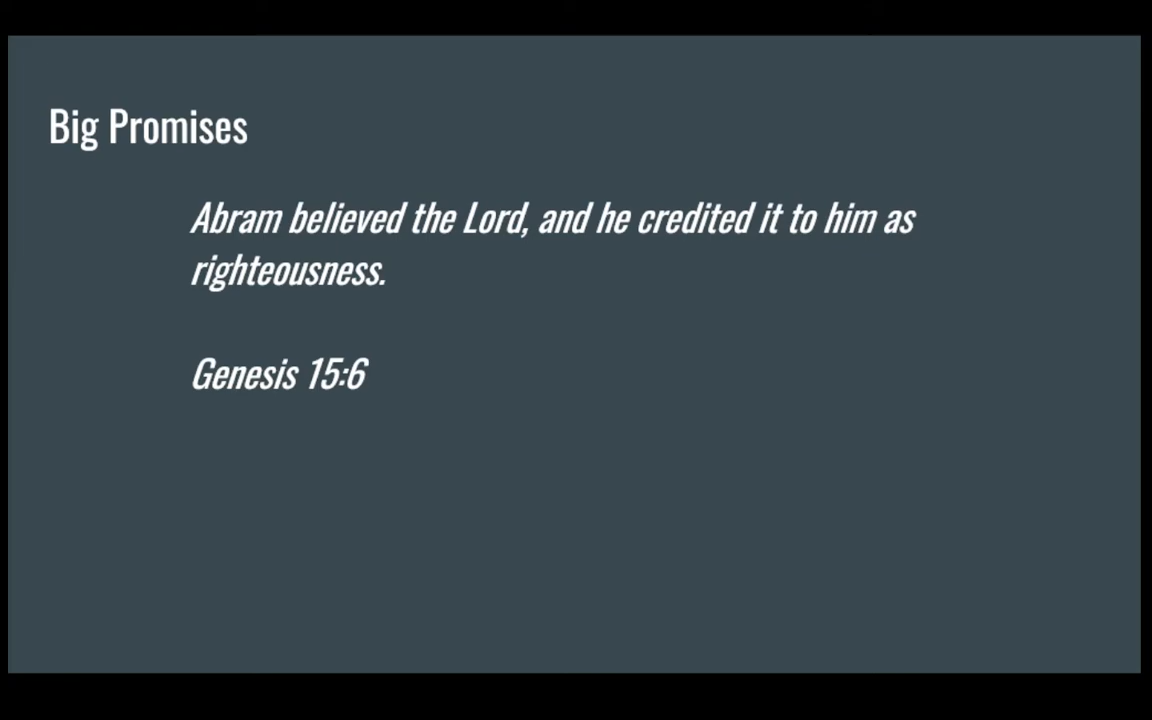 Big Promises
Abram believed the Lord, and he credited it to him as
righteousness.
Genesis 15:6